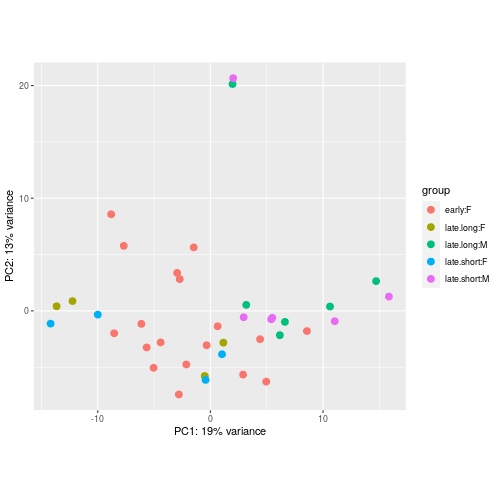 20
10
0
-10
0
10
PC1: 19% variance
PC2: 13% variance
group
early:F
late.long:F
late.long:M
late.short:F
late.short:M